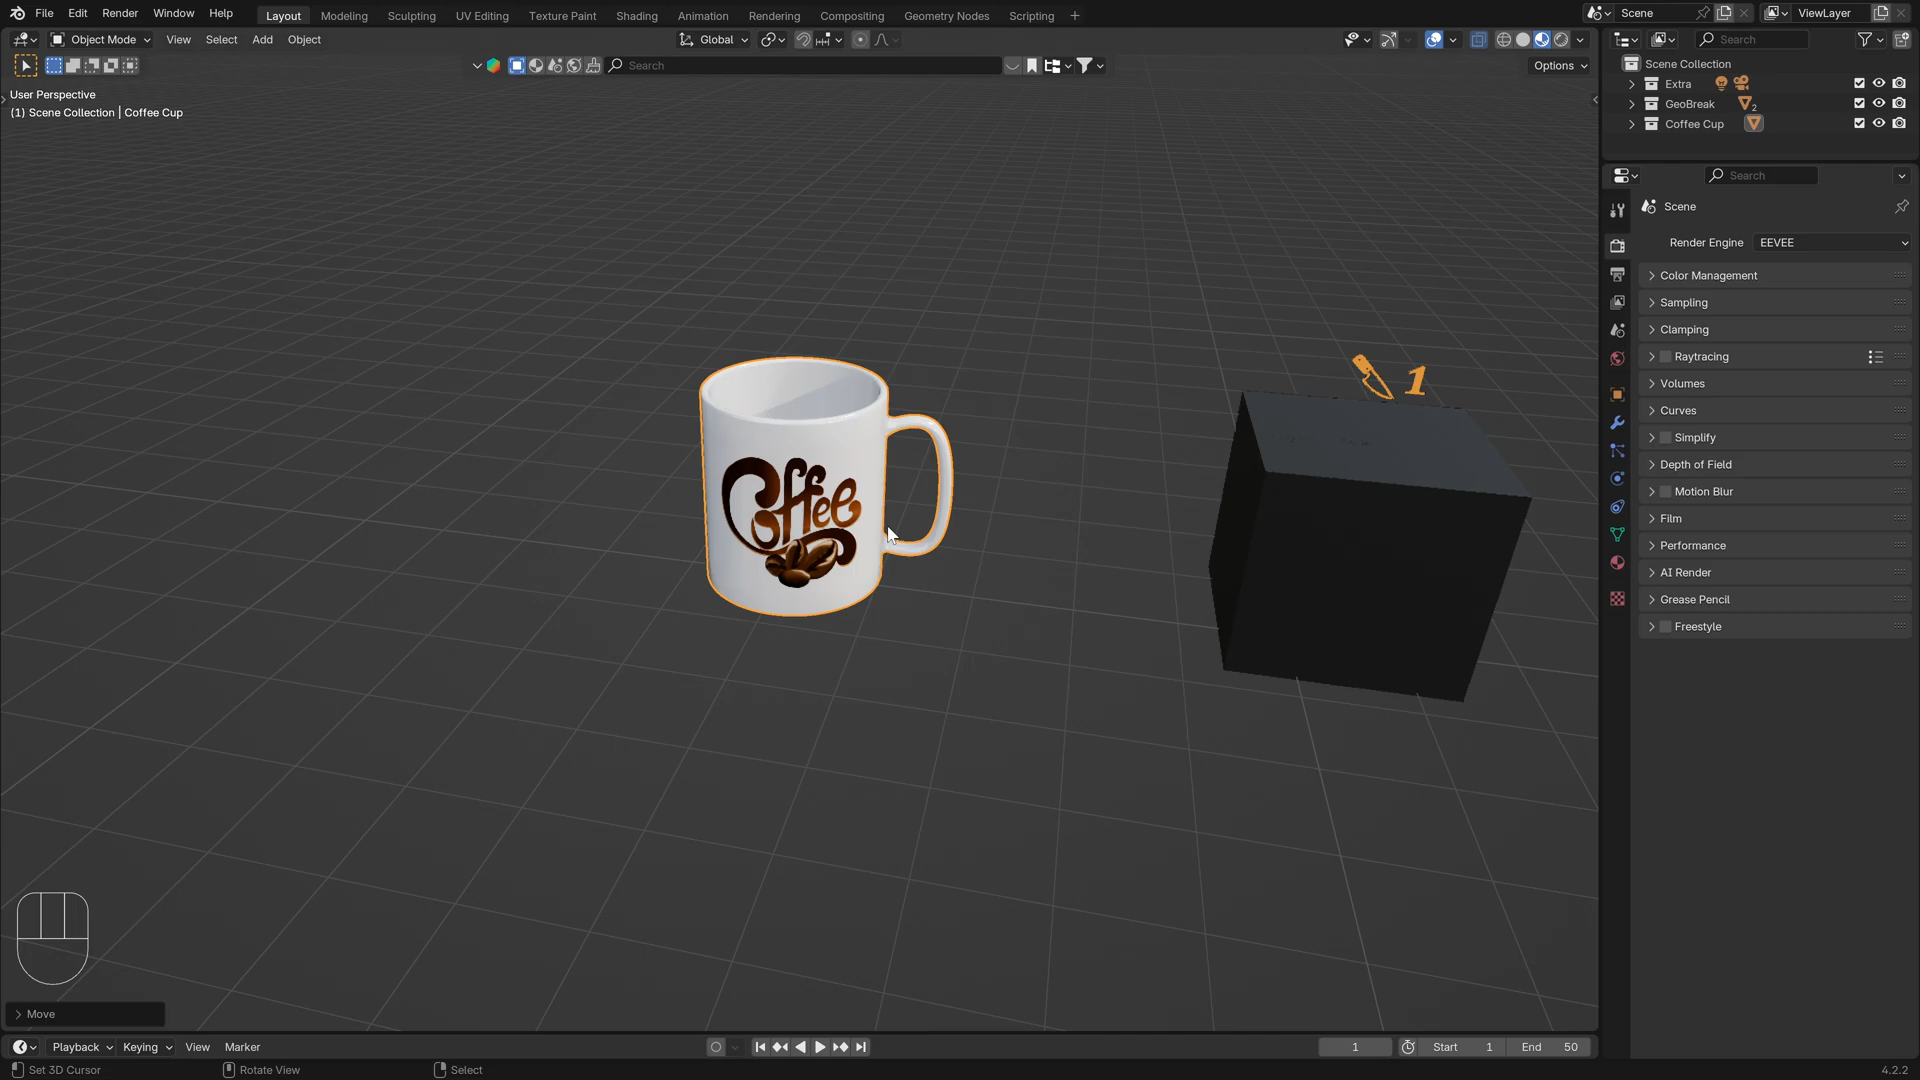 File Edit Render Window Help Layout Modeling Sculpting UV Editing Texture Paint Shading Animation Rendering Compositing Geometry Nodes Scripting + Scene ViewLayer
Object Mode View Select Add Object Global Search
Search Options
User Perspective
(1) Scene Collection | Coffee Cup
Scene Collection
Extra
GeoBreak 2
Coffee Cup
Search
Scene
Render Engine EEVEE
Color Management
Sampling
Clamping
Raytracing
Volumes
Curves
Simplify
Depth of Field
Motion Blur
Film
Performance
AI Render
Grease Pencil
Freestyle
1
Coffee
Move
Playback Keying View Marker 1 Start 1 End 50
Set 3D Cursor Rotate View Select 4.2.2